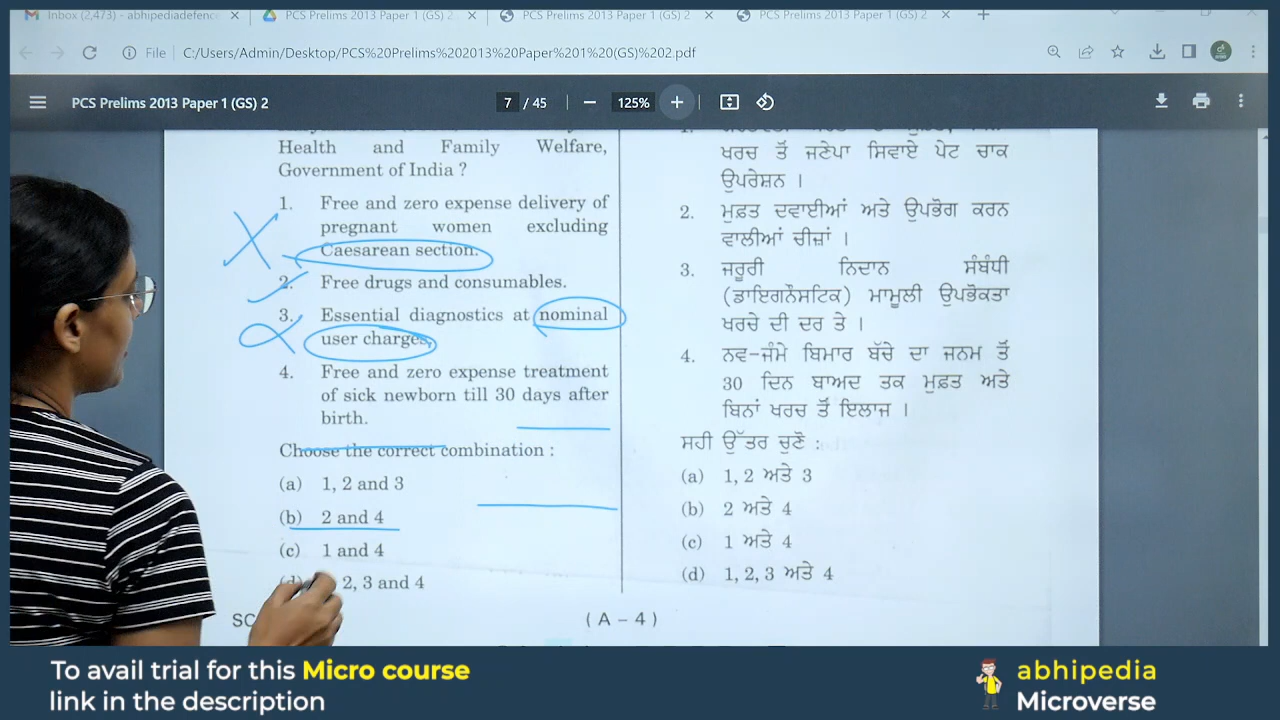 Inbox (2,473) - abhipediadefence
PCS Prelims 2013 Paper 1 (GS) 2
PCS Prelims 2013 Paper 1 (GS) 2
PCS Prelims 2013 Paper 1 (GS) 2
File
C:/Users/Admin/Desktop/PCS%20Prelims%202013%20Paper%201%20(GS)%202.pdf
PCS Prelims 2013 Paper 1 (GS) 2
7 / 45
125%
Health and Family Welfare,
Government of India ?
1. Free and zero expense delivery of
pregnant women excluding
Caesarean section.
2. Free drugs and consumables.
3. Essential diagnostics at nominal
user charges.
4. Free and zero expense treatment
of sick newborn till 30 days after
birth.
Choose the correct combination :
(a) 1, 2 and 3
(b) 2 and 4
(c) 1 and 4
2, 3 and 4
ਖਰਚ ਤੋਂ ਜਣੇਪਾ ਸਿਵਾਏ ਪੇਟ ਚਾਕ
ਉਪਰੇਸ਼ਨ ।
2. ਮੁਫ਼ਤ ਦਵਾਈਆਂ ਅਤੇ ਉਪਭੋਗ ਕਰਨ
ਵਾਲੀਆਂ ਚੀਜ਼ਾਂ ।
3. ਜਰੂਰੀ ਨਿਦਾਨ ਸੰਬੰਧੀ
(ਡਾਇਗਨੌਸਟਿਕ) ਮਾਮੂਲੀ ਉਪਭੋਕਤਾ
ਖਰਚੇ ਦੀ ਦਰ ਤੇ ।
4. ਨਵ-ਜੰਮੇ ਬਿਮਾਰ ਬੱਚੇ ਦਾ ਜਨਮ ਤੋਂ
30 ਦਿਨ ਬਾਅਦ ਤਕ ਮੁਫ਼ਤ ਅਤੇ
ਬਿਨਾਂ ਖਰਚ ਤੋਂ ਇਲਾਜ ।
ਸਹੀ ਉੱਤਰ ਚੁਣੋ :
(a) 1, 2 ਅਤੇ 3
(b) 2 ਅਤੇ 4
(c) 1 ਅਤੇ 4
(d) 1, 2, 3 ਅਤੇ 4
( A – 4 )
To avail trial for this Micro course
link in the description
abhipedia
Microverse